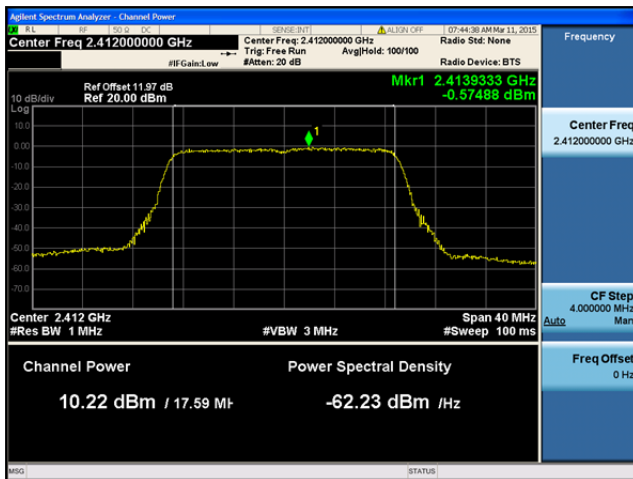 Agilent Spectrum Analyzer - Channel Power
RL RF 50 Ω DC SENSE:INT ALIGN OFF 07:44:38 AM Mar 11, 2015
Center Freq 2.412000000 GHz
Center Freq: 2.412000000 GHz
Radio Std: None
Trig: Free Run Avg|Hold: 100/100
#IFGain:Low #Atten: 20 dB Radio Device: BTS
Ref Offset 11.97 dB
Ref 20.00 dBm
10 dB/div
Log
Mkr1 2.4139333 GHz
-0.57488 dBm
1
10.0
0.00
-10.0
-20.0
-30.0
-40.0
-50.0
-60.0
-70.0
Center 2.412 GHz Span 40 MHz
#Res BW 1 MHz #VBW 3 MHz #Sweep 100 ms
Channel Power Power Spectral Density
10.22 dBm / 17.59 MH -62.23 dBm /Hz
MSG STATUS
Frequency
Center Freq
2.412000000 GHz
CF Step
4.000000 MHz
Auto Man
Freq Offset
0 Hz